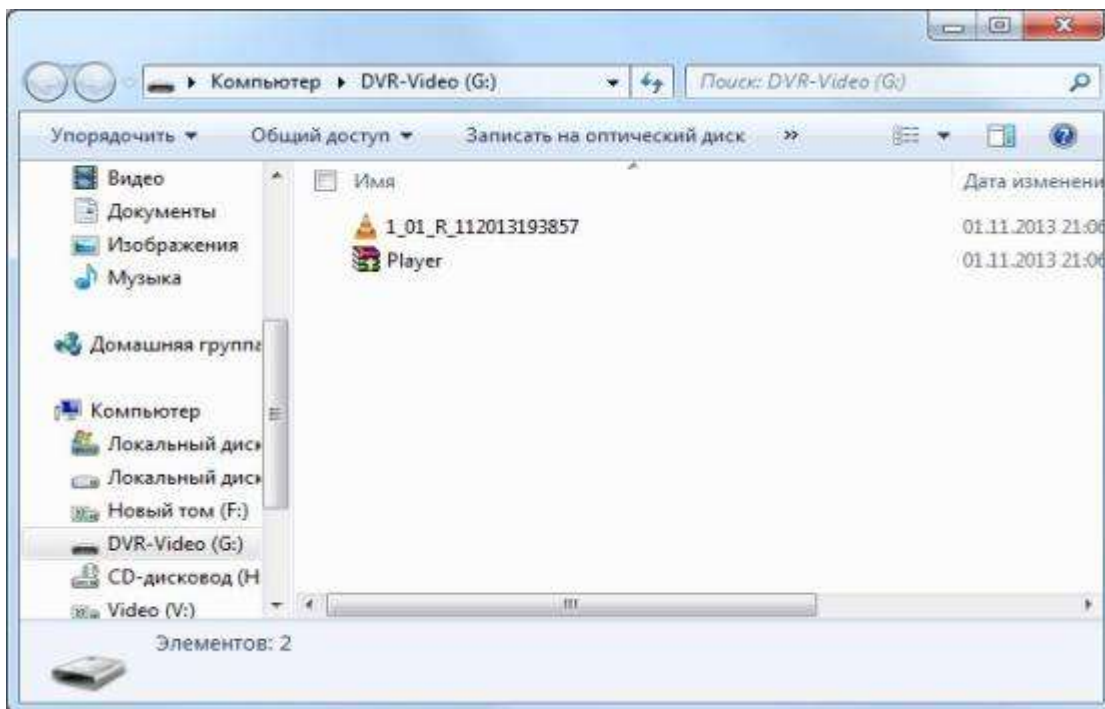 Компьютер DVR-Video (G:) Поиск: DVR-Video (G:)
Упорядочить Общий доступ Записать на оптический диск »
Видео
Документы
Изображения
Музыка
Домашняя группа
Компьютер
Локальный диск
Локальный диск
Новый том (F:)
DVR-Video (G:)
CD-дисковод (H
Video (V:)
Имя Дата изменени
1_01_R_112013193857 01.11.2013 21:06
Player 01.11.2013 21:06
Элементов: 2